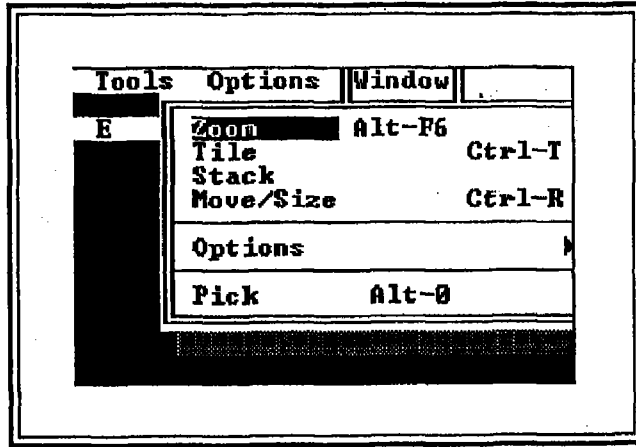 Tools Options Window
E
Zoom Alt-F6
Tile Ctrl-T
Stack
Move/Size Ctrl-R
Options
Pick Alt-0